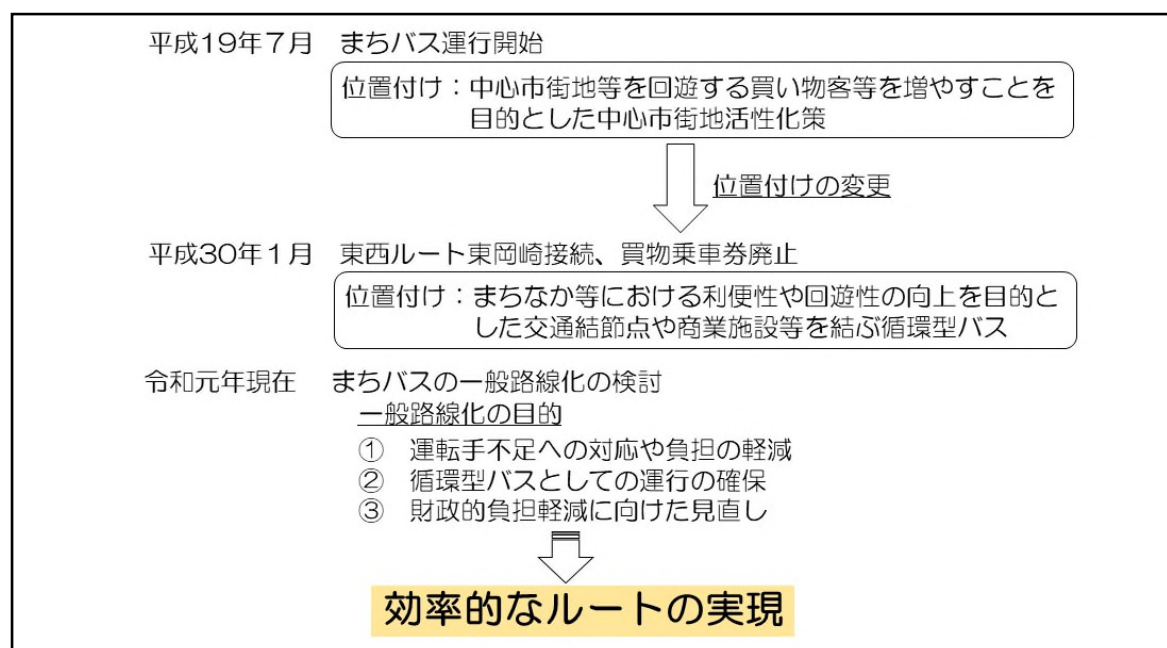 平成19年7月 まちバス運行開始
位置付け：中心市街地等を回遊する買い物客等を増やすことを
目的とした中心市街地活性化策
位置付けの変更
平成30年1月 東西ルート東岡崎接続、買物乗車券廃止
位置付け：まちなか等における利便性や回遊性の向上を目的と
した交通結節点や商業施設等を結ぶ循環型バス
令和元年現在 まちバスの一般路線化の検討
一般路線化の目的
① 運転手不足への対応や負担の軽減
② 循環型バスとしての運行の確保
③ 財政的負担軽減に向けた見直し
効率的なルートの実現